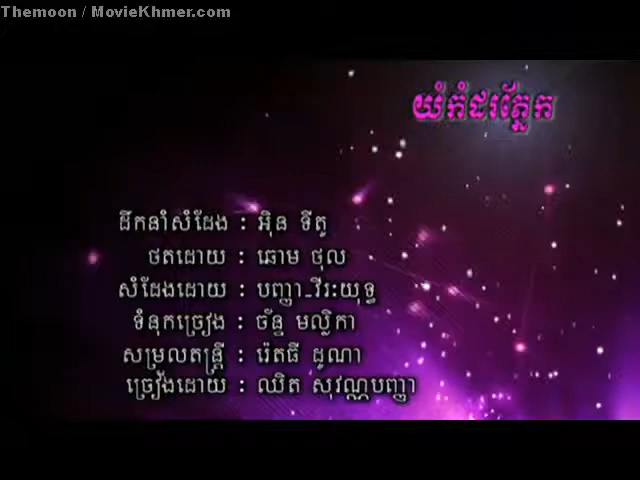 Themoon / MovieKhmer.com
យំកំដរភ្នែក
ដឹកនាំសំដែង : អ៊ិន ទីតូ
ថតដោយ : ឆោម ថុល
សំដែងដោយ : បញ្ញា_វីរៈយុទ្ធ
ទំនុកច្រៀង : ច័ន្ទ មល្លិកា
សម្រួលតន្ត្រី : រ៉េតធី ដូណា
ច្រៀងដោយ : ឈិត សុវណ្ណបញ្ញា